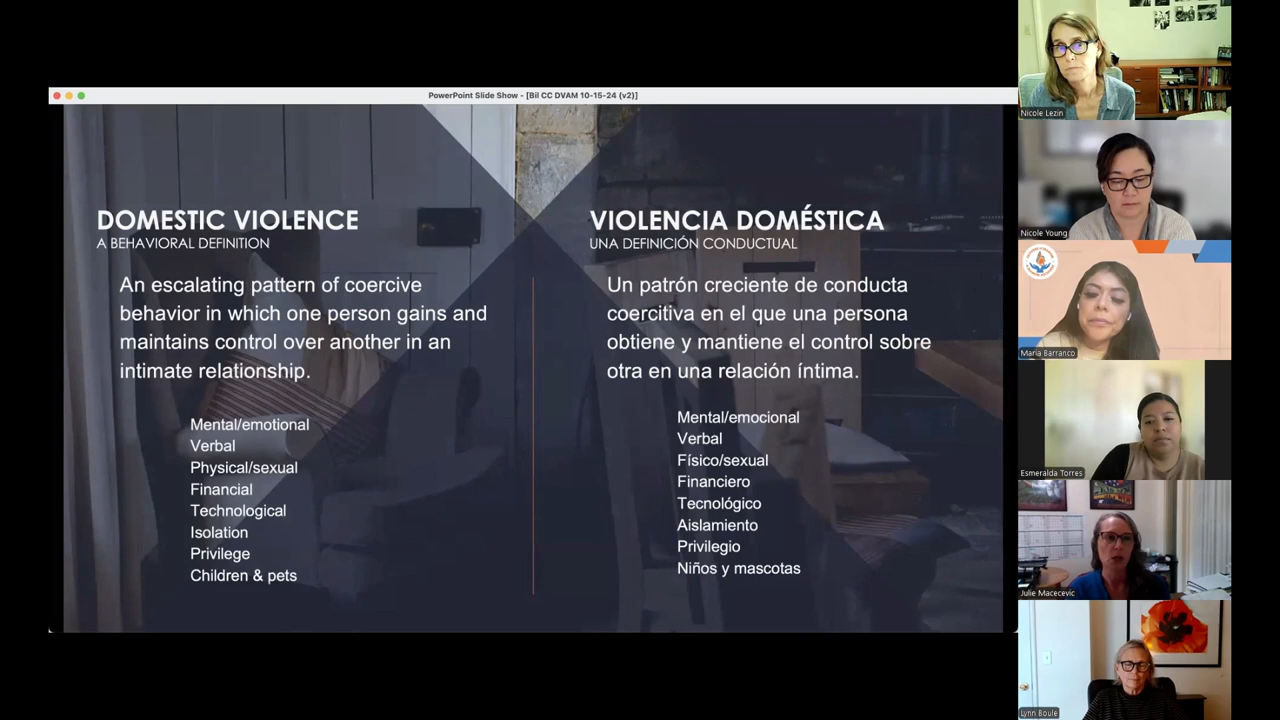 PowerPoint Slide Show - [Bil CC DVAM 10-15-24 (v2)]
DOMESTIC VIOLENCE
A BEHAVIORAL DEFINITION
An escalating pattern of coercive
behavior in which one person gains and
maintains control over another in an
intimate relationship.
Mental/emotional
Verbal
Physical/sexual
Financial
Technological
Isolation
Privilege
Children & pets
VIOLENCIA DOMÉSTICA
UNA DEFINICIÓN CONDUCTUAL
Un patrón creciente de conducta
coercitiva en el que una persona
obtiene y mantiene el control sobre
otra en una relación íntima.
Mental/emocional
Verbal
Físico/sexual
Financiero
Tecnológico
Aislamiento
Privilegio
Niños y mascotas
Nicole Lezin
Nicole Young
Maria Barranco
Esmeralda Torres
Julie Macecevic
Lynn Boule